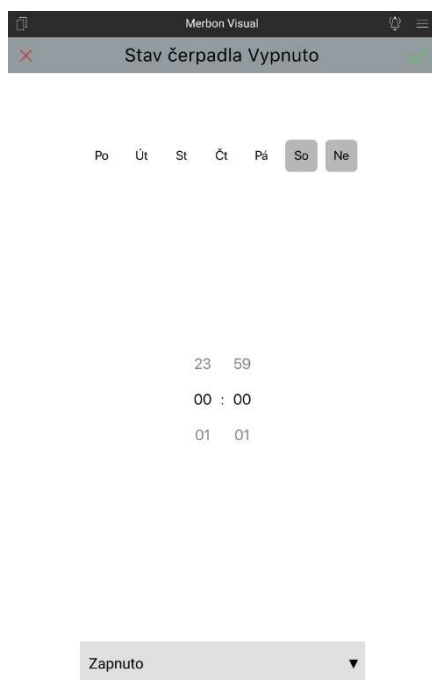 Merbon Visual
Stav čerpadla Vypnuto
Po Út St Čt Pá So Ne
23 59
00 : 00
01 01
Zapnuto